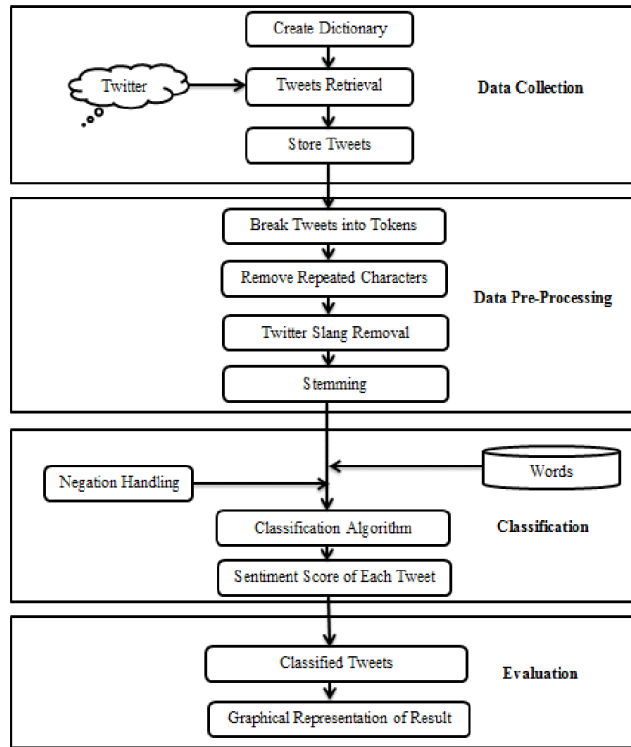 Create Dictionary
Twitter
Tweets Retrieval
Data Collection
Store Tweets
Break Tweets into Tokens
Remove Repeated Characters
Data Pre-Processing
Twitter Slang Removal
Stemming
Negation Handling
Words
Classification Algorithm
Classification
Sentiment Score of Each Tweet
Classified Tweets
Evaluation
Graphical Representation of Result